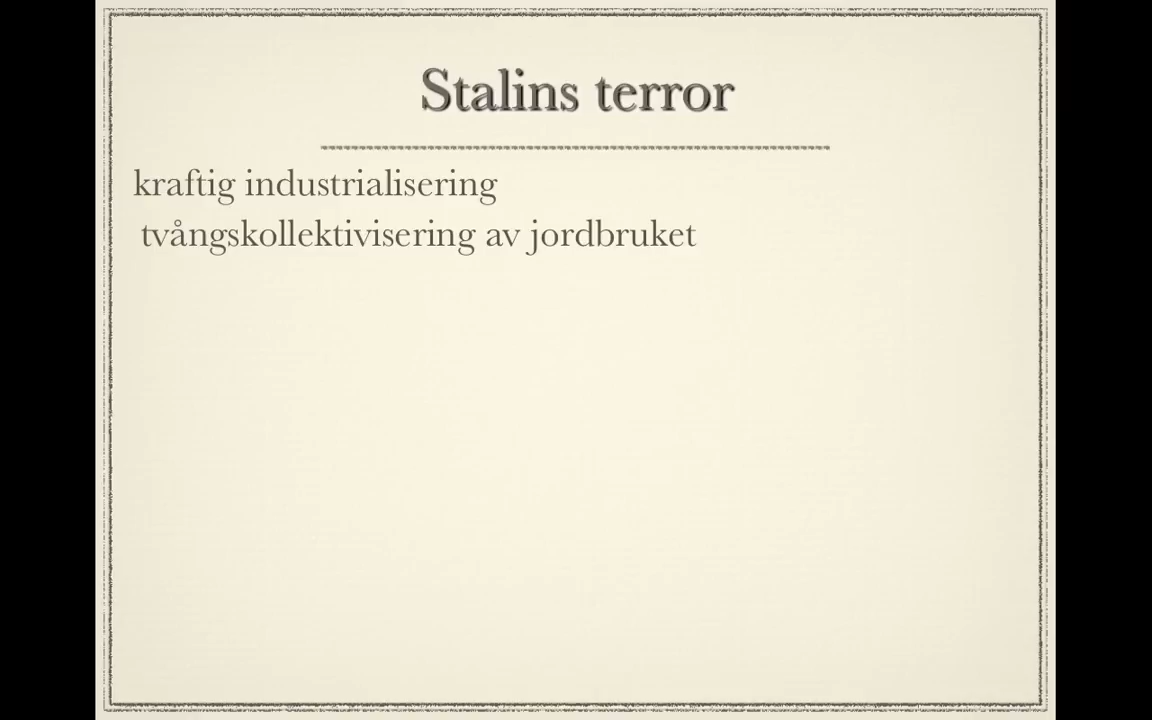 Stalins terror
kraftig industrialisering
tvångskollektivisering av jordbruket